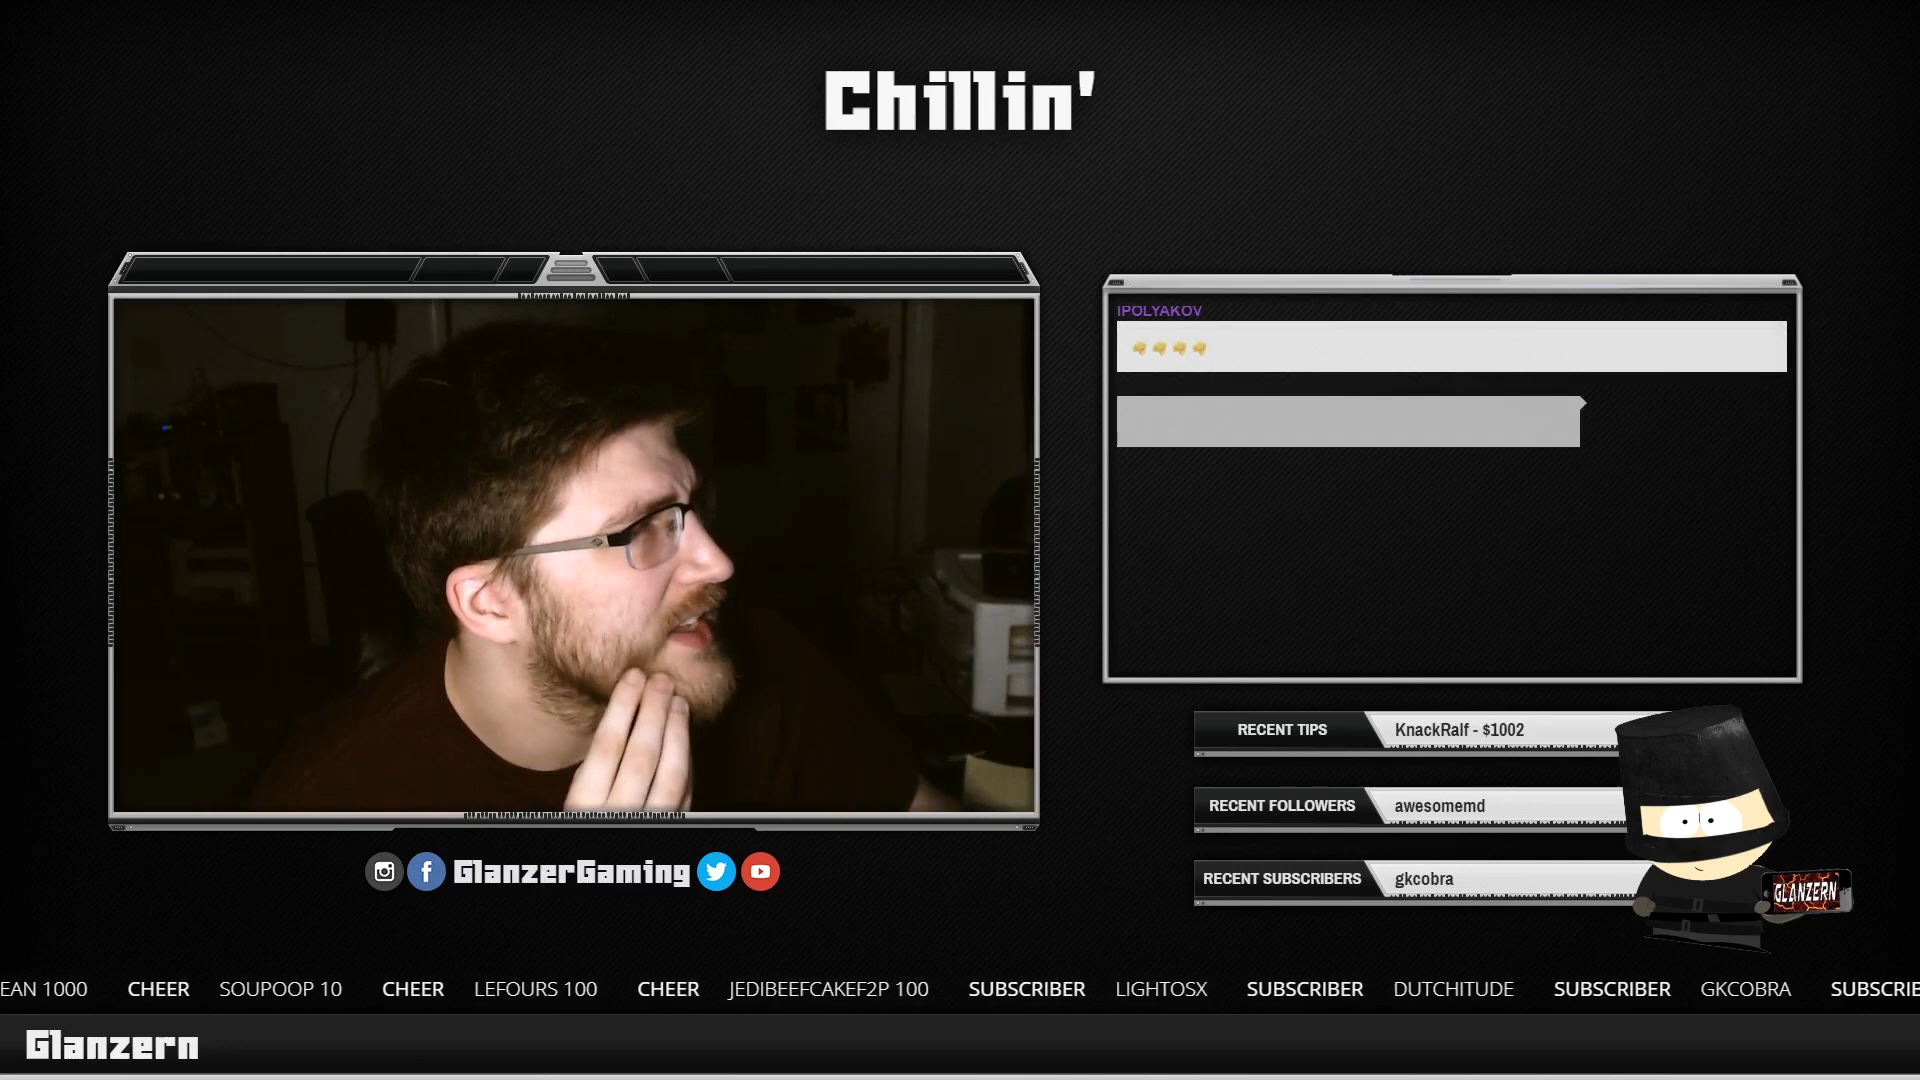 Chillin'
IPOLYAKOV
RECENT TIPS KnackRalf - $1002
RECENT FOLLOWERS awesomemd
RECENT SUBSCRIBERS gkcobra
GLANZERN
GlanzerGaming
EAN 1000 CHEER SOUPOOP 10 CHEER LEFOURS 100 CHEER JEDIBEEFCAKEF2P 100 SUBSCRIBER LIGHTOSX SUBSCRIBER DUTCHITUDE SUBSCRIBER GKCOBRA SUBSCRIE
Glanzern